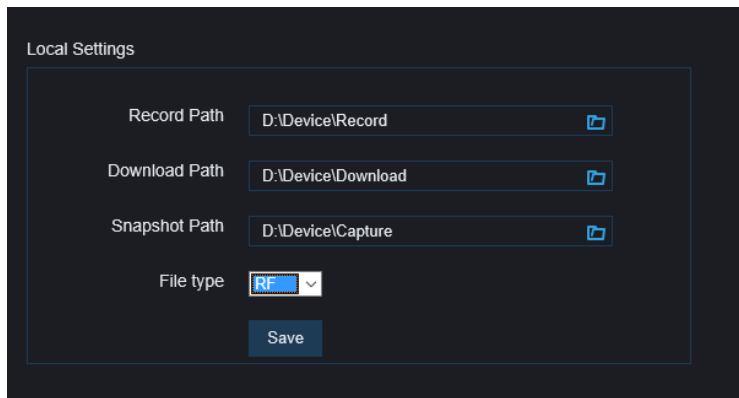 Local Settings
Record Path D:\Device\Record
Download Path D:\Device\Download
Snapshot Path D:\Device\Capture
File type RF
Save